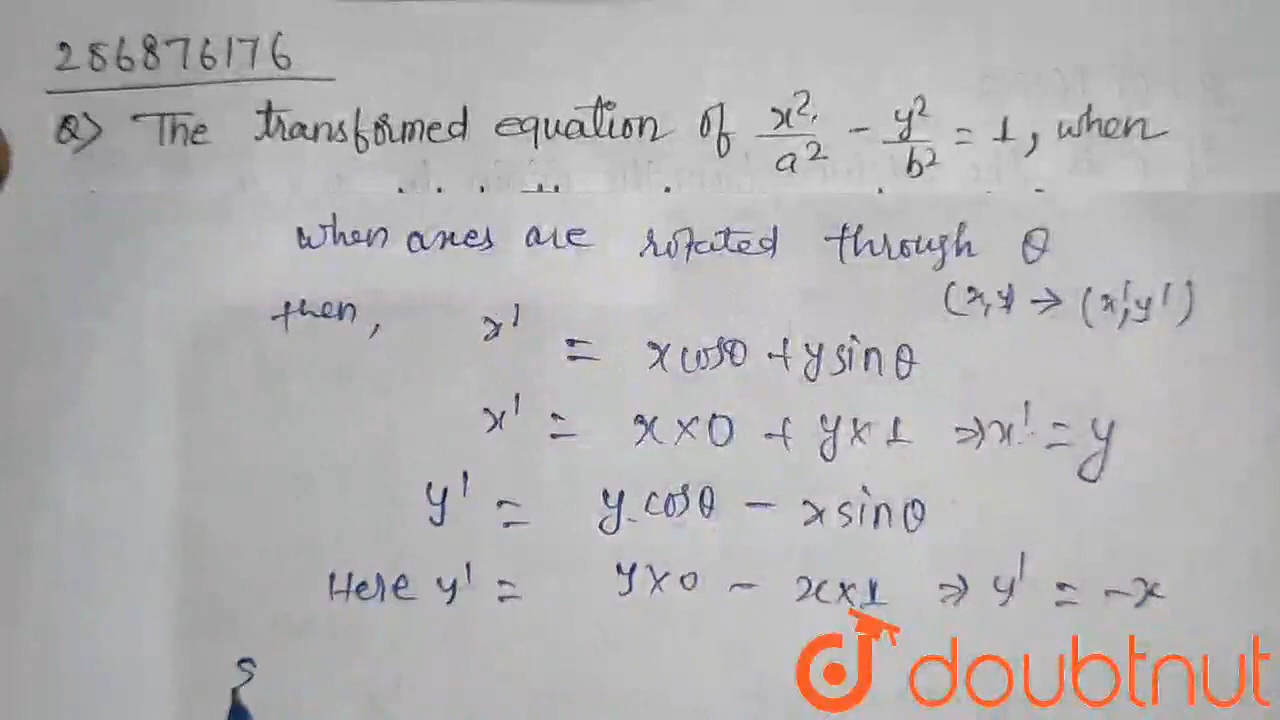 286876176
Q) The transformed equation of x²/a² - y²/b² = 1, when
when axes are rotated through θ
(x,y) → (x',y')
then, x' = x cosθ + y sinθ
x' = x×0 + y×1 ⇒ x' = y
y' = y.cosθ - x sinθ
Here y' = y×0 - x×1 ⇒ y' = -x
S
doubtnut